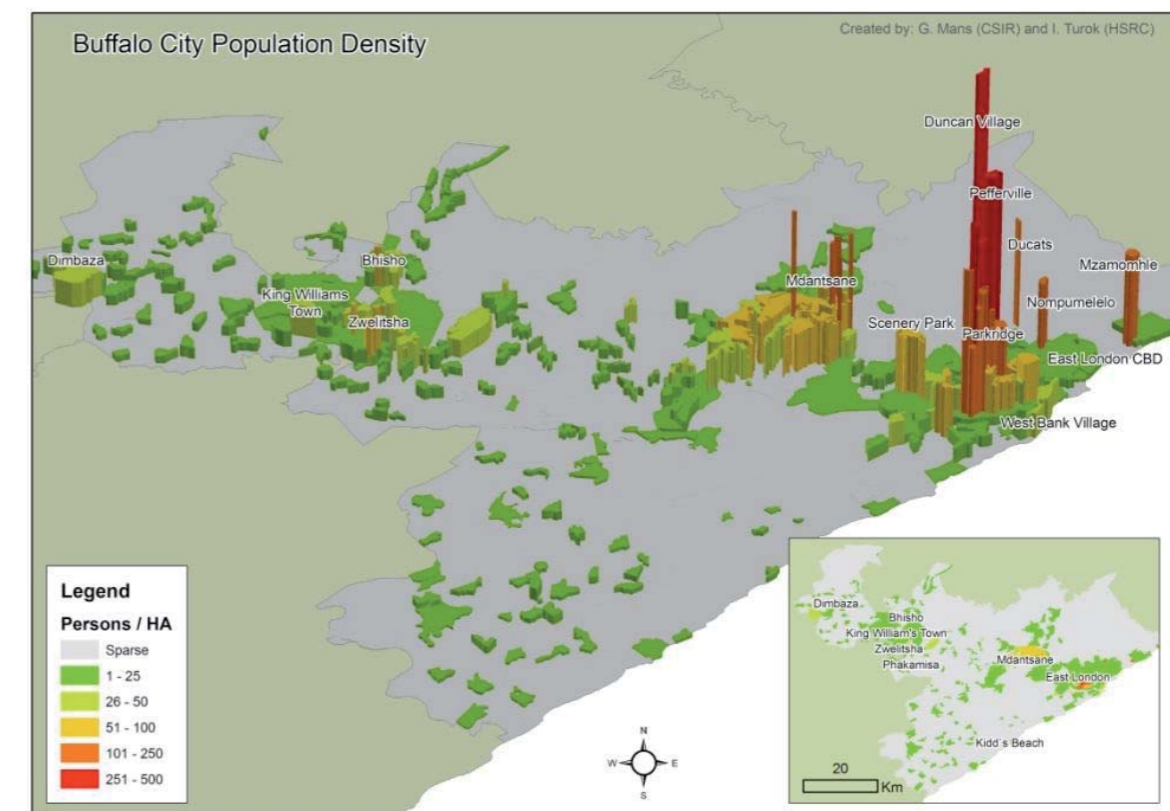 Buffalo City Population Density
Created by: G. Mans (CSIR) and I. Turok (HSRC)
Duncan Village
Pefferville
Ducats
Mzamomhle
Dimbaza
Bhisho
Mdantsane
King Williams
Town
Nompumelelo
Zwelitsha
Scenery Park
Parkridge
East London CBD
West Bank Village
Legend
Persons / HA
Sparse
1 - 25
26 - 50
51 - 100
101 - 250
251 - 500
N
W
E
S
Dimbaza
Bhisho
King William's Town
Zwelitsha
Phakamisa
Mdantsane
East London
Kidd's Beach
20
Km